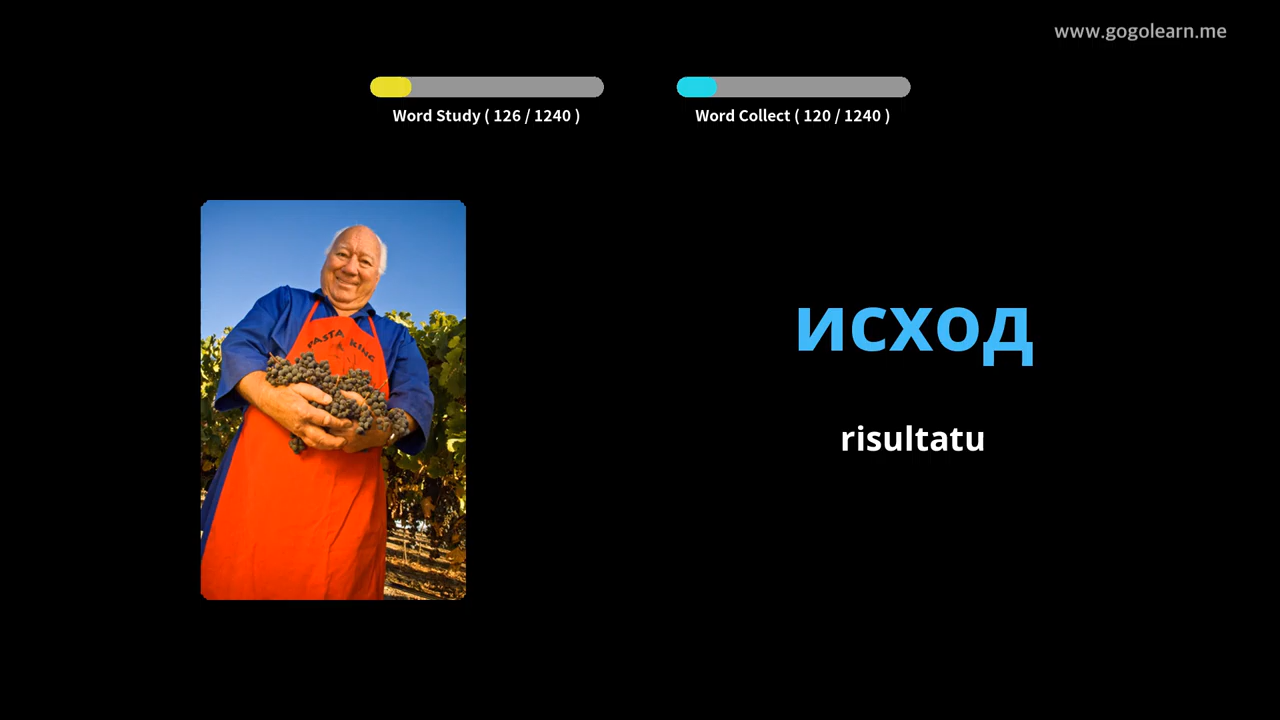 www.gogolearn.me
Word Study ( 126 / 1240 )
Word Collect ( 120 / 1240 )
PASTA KING
исход
risultatu